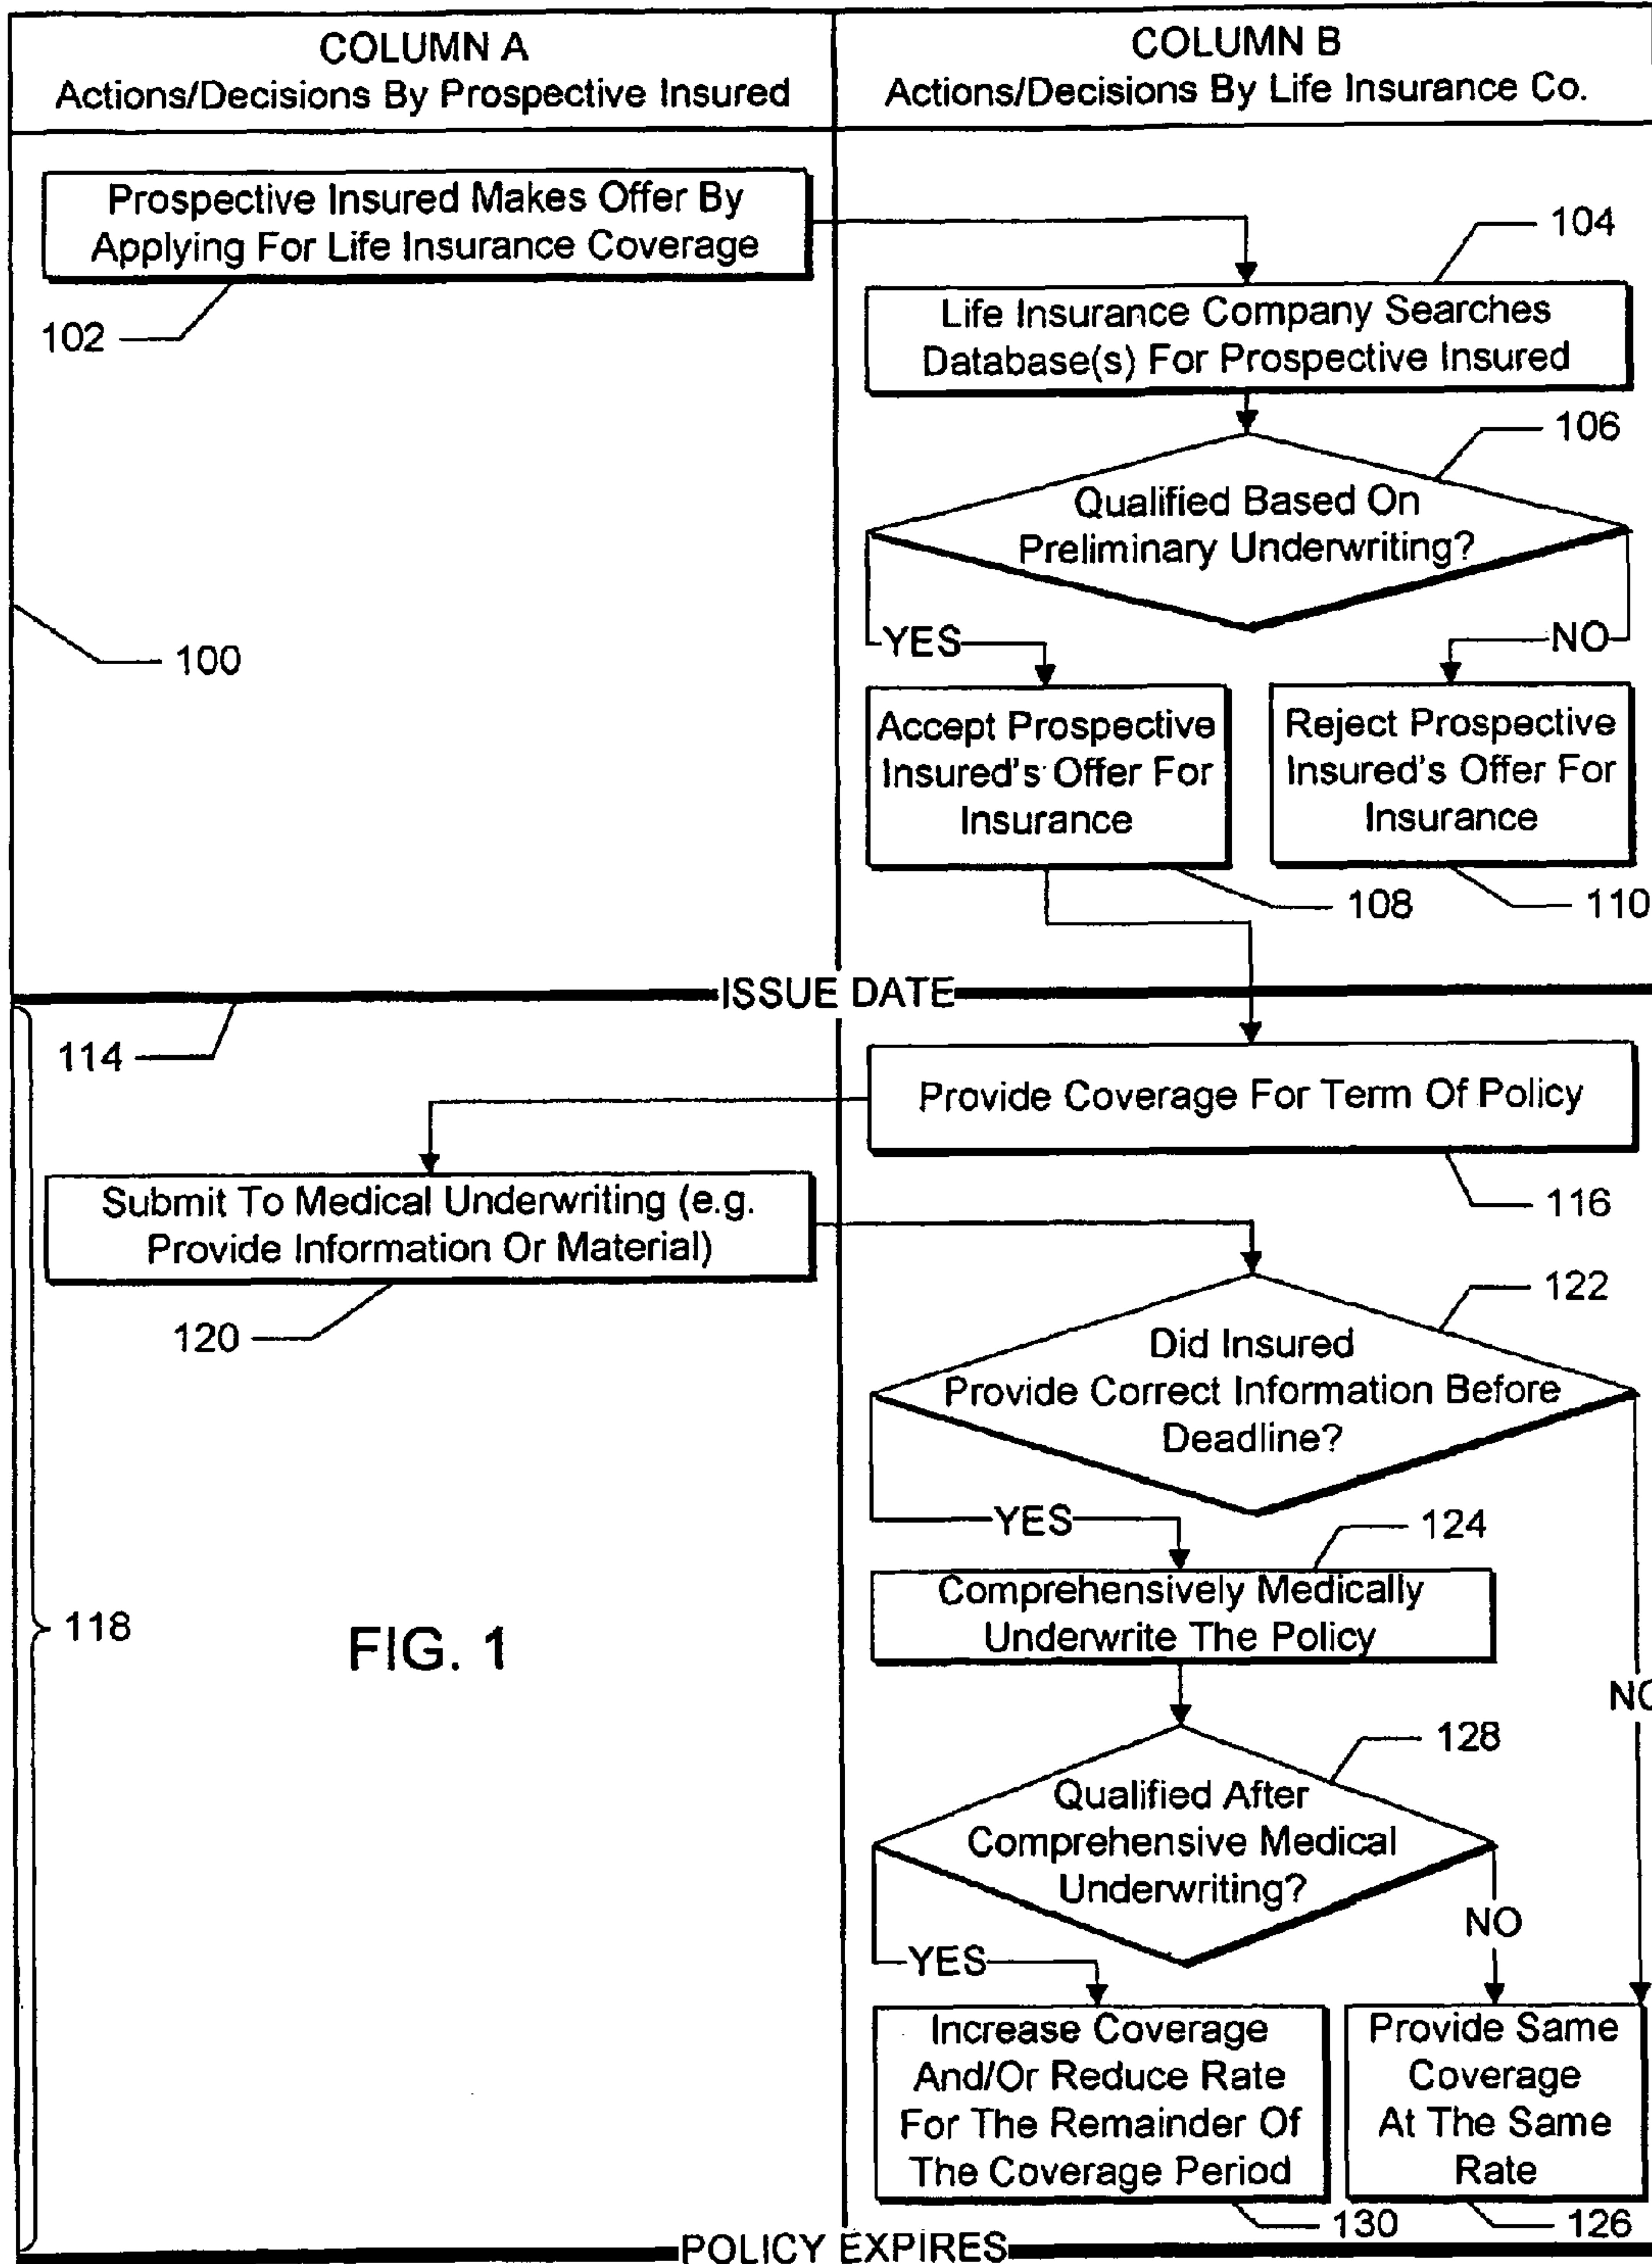 COLUMN A
Actions/Decisions By Prospective Insured
COLUMN B
Actions/Decisions By Life Insurance Co.
Prospective Insured Makes Offer By
Applying For Life Insurance Coverage
102
104
Life Insurance Company Searches
Database(s) For Prospective Insured
106
Qualified Based On
Preliminary Underwriting?
100
YES
NO
Accept Prospective
Insured's Offer For
Insurance
Reject Prospective
Insured's Offer For
Insurance
108
110
ISSUE DATE
114
Provide Coverage For Term Of Policy
116
Submit To Medical Underwriting (e.g.
Provide Information Or Material)
120
122
Did Insured
Provide Correct Information Before
Deadline?
YES
124
Comprehensively Medically
Underwrite The Policy
118
FIG. 1
NO
128
Qualified After
Comprehensive Medical
Underwriting?
NO
YES
Increase Coverage
And/Or Reduce Rate
For The Remainder Of
The Coverage Period
Provide Same
Coverage
At The Same
Rate
130
126
POLICY EXPIRES